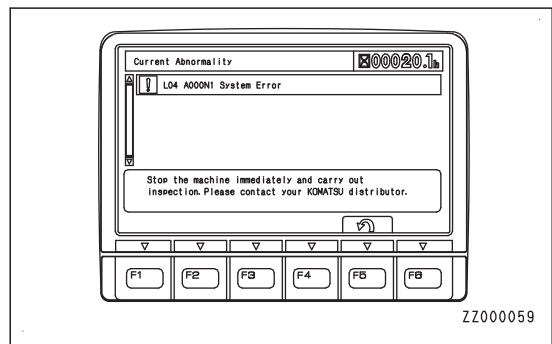 Current Abnormality
00020.1h
L04 A000N1 System Error
Stop the machine immediately and carry out
inspection. Please contact your KOMATSU distributor.
F1 F2 F3 F4 F5 F6
ZZ000059